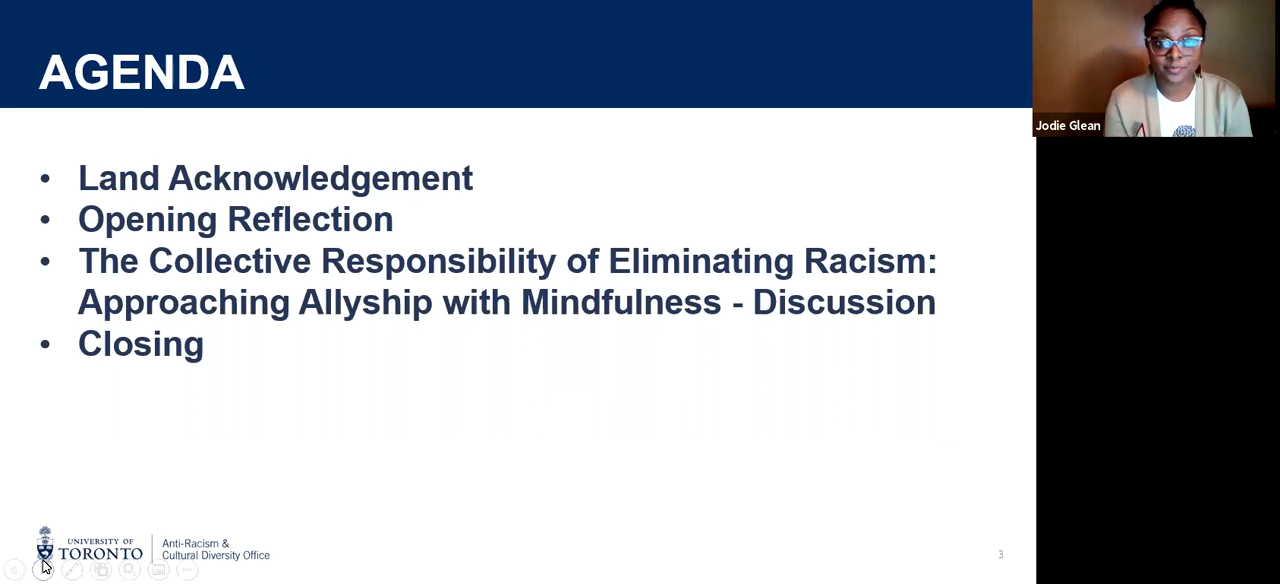 AGENDA
Jodie Glean
• Land Acknowledgement
• Opening Reflection
• The Collective Responsibility of Eliminating Racism:
Approaching Allyship with Mindfulness - Discussion
• Closing
UNIVERSITY OF
TORONTO
Anti-Racism &
Cultural Diversity Office
3